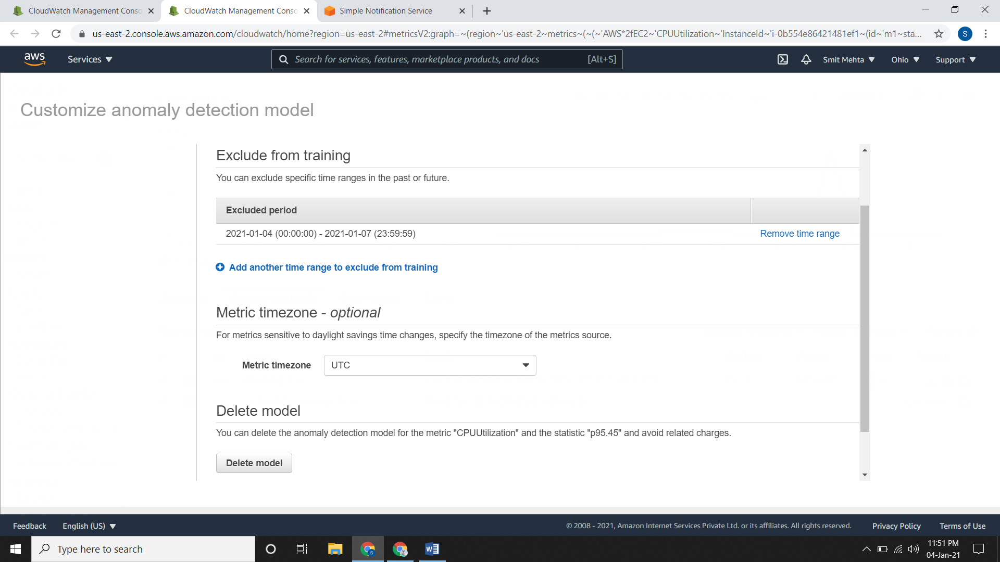 CloudWatch Management Conso
CloudWatch Management Conso
Simple Notification Service
us-east-2.console.aws.amazon.com/cloudwatch/home?region=us-east-2#metricsV2:graph=~(region~'us-east-2~metrics~(~(~'AWS*2fEC2~'CPUUtilization~'InstanceId~'i-0b554e86421481ef1~(id~'m1~sta...
S
aws
Services
Search for services, features, marketplace products, and docs
[Alt+S]
Smit Mehta
Ohio
Support
Customize anomaly detection model
Exclude from training
You can exclude specific time ranges in the past or future.
Excluded period
2021-01-04 (00:00:00) - 2021-01-07 (23:59:59)
Remove time range
Add another time range to exclude from training
Metric timezone - optional
For metrics sensitive to daylight savings time changes, specify the timezone of the metrics source.
Metric timezone
UTC
Delete model
You can delete the anomaly detection model for the metric "CPUUtilization" and the statistic "p95.45" and avoid related charges.
Delete model
Feedback
English (US)
© 2008 - 2021, Amazon Internet Services Private Ltd. or its affiliates. All rights reserved.
Privacy Policy
Terms of Use
Type here to search
11:51 PM
04-Jan-21